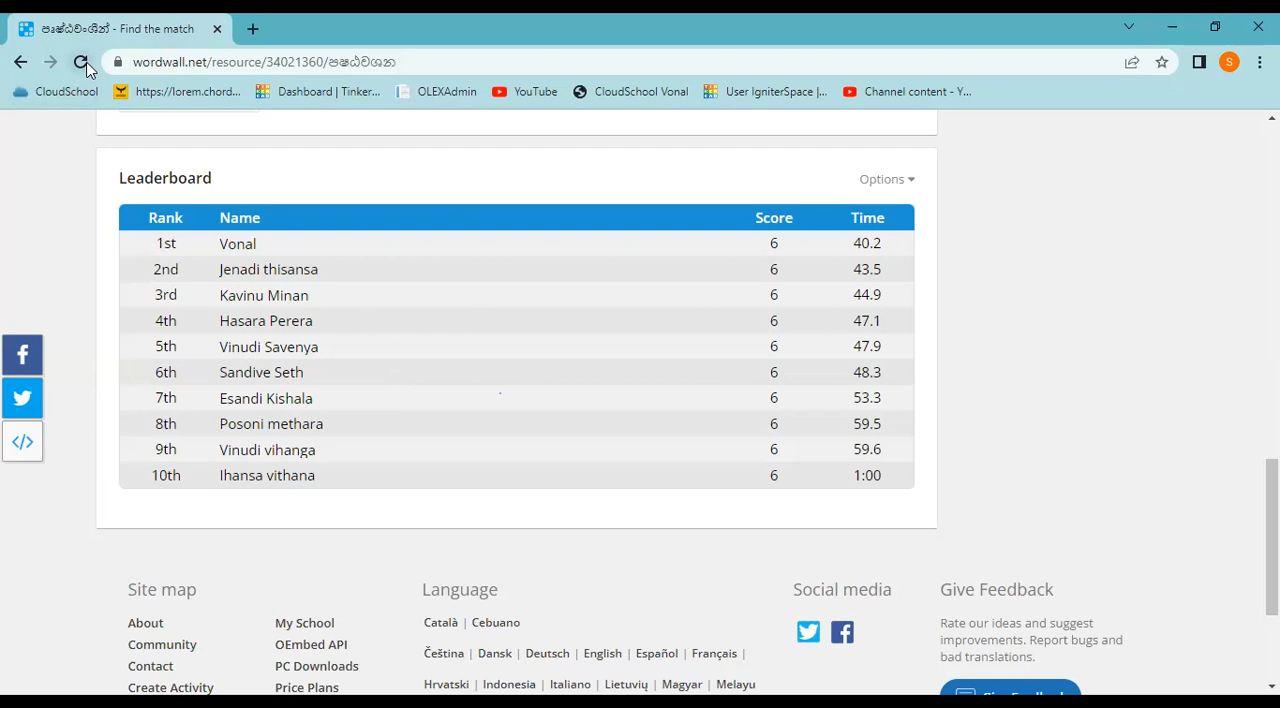 පෘෂ්ඨවංශීන් - Find the match
wordwall.net/resource/34021360/පෂඨවශන
S
CloudSchool
https://lorem.chord...
Dashboard | Tinker...
OLEXAdmin
YouTube
CloudSchool Vonal
User IgniterSpace |...
Channel content - Y...
Leaderboard
Options
Rank Name Score Time
1st Vonal 6 40.2
2nd Jenadi thisansa 6 43.5
3rd Kavinu Minan 6 44.9
4th Hasara Perera 6 47.1
5th Vinudi Savenya 6 47.9
6th Sandive Seth 6 48.3
7th Esandi Kishala 6 53.3
8th Posoni methara 6 59.5
9th Vinudi vihanga 6 59.6
10th Ihansa vithana 6 1:00
Site map
About
Community
Contact
Create Activity
My School
OEmbed API
PC Downloads
Price Plans
Language
Català | Cebuano
Čeština | Dansk | Deutsch | English | Español | Français |
Hrvatski | Indonesia | Italiano | Lietuvių | Magyar | Melayu
Social media
Give Feedback
Rate our ideas and suggest
improvements. Report bugs and
bad translations.